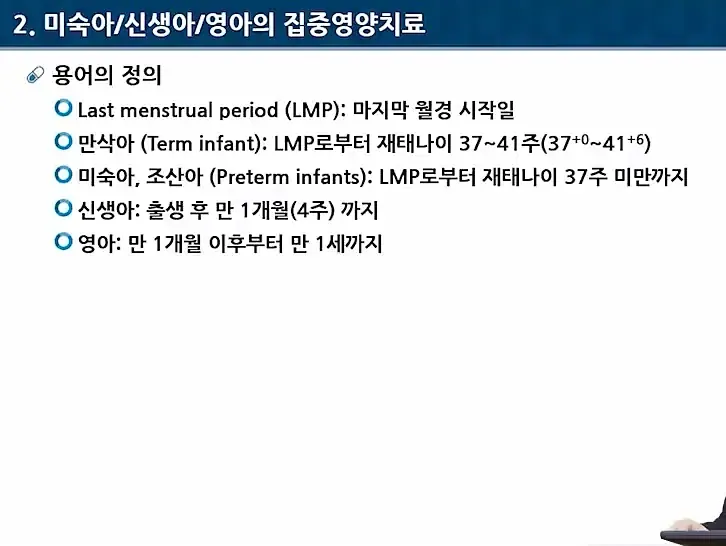 2. 미숙아/신생아/영아의 집중영양치료
용어의 정의
Last menstrual period (LMP): 마지막 월경 시작일
만삭아 (Term infant): LMP로부터 재태나이 37~41주(37⁺⁰~41⁺⁶)
미숙아, 조산아 (Preterm infants): LMP로부터 재태나이 37주 미만까지
신생아: 출생 후 만 1개월(4주) 까지
영아: 만 1개월 이후부터 만 1세까지